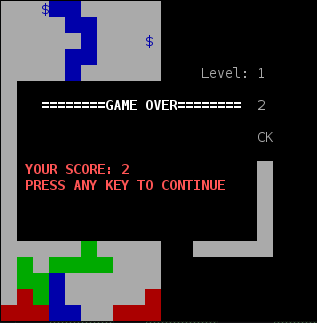 $
$
Level: 1
========GAME OVER======== 2
CK
YOUR SCORE: 2
PRESS ANY KEY TO CONTINUE